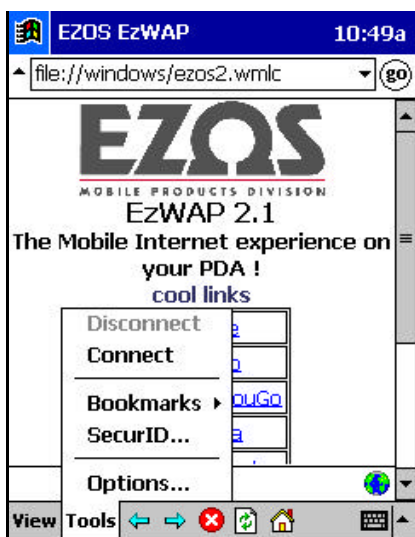 EZOS EzWAP 10:49a
file://windows/ezos2.wmlc go
EZOS
MOBILE PRODUCTS DIVISION
EzWAP 2.1
The Mobile Internet experience on
your PDA !
cool links
Disconnect
Connect
Bookmarks
ouGo
SecurID...
Options...
View Tools